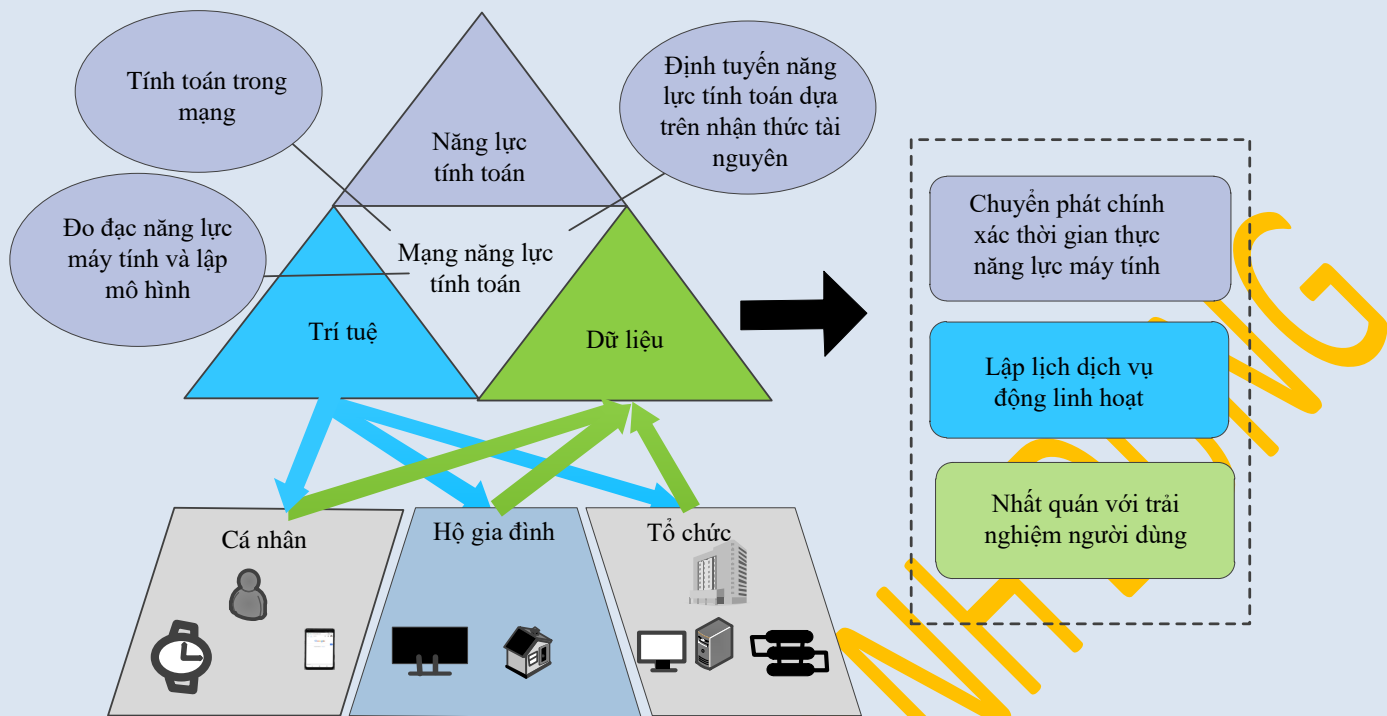 Tính toán trong
mạng
Định tuyến năng
lực tính toán dựa
trên nhận thức tài
nguyên
Năng lực
tính toán
Đo đạc năng lực
máy tính và lập
mô hình
Mạng năng lực
tính toán
Trí tuệ
Dữ liệu
Chuyển phát chính
xác thời gian thực
năng lực máy tính
Lập lịch dịch vụ
động linh hoạt
Nhất quán với trải
nghiệm người dùng
Cá nhân
Hộ gia đình
Tổ chức